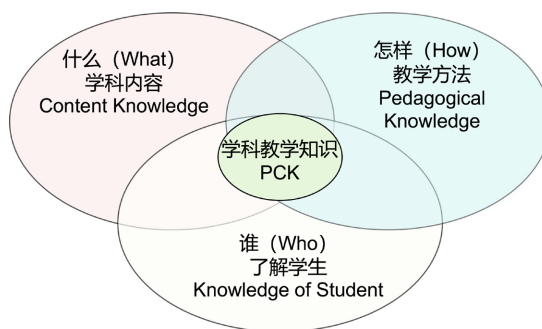 什么（What）
学科内容
Content Knowledge
怎样（How）
教学方法
Pedagogical
Knowledge
学科教学知识
PCK
谁（Who）
了解学生
Knowledge of Student